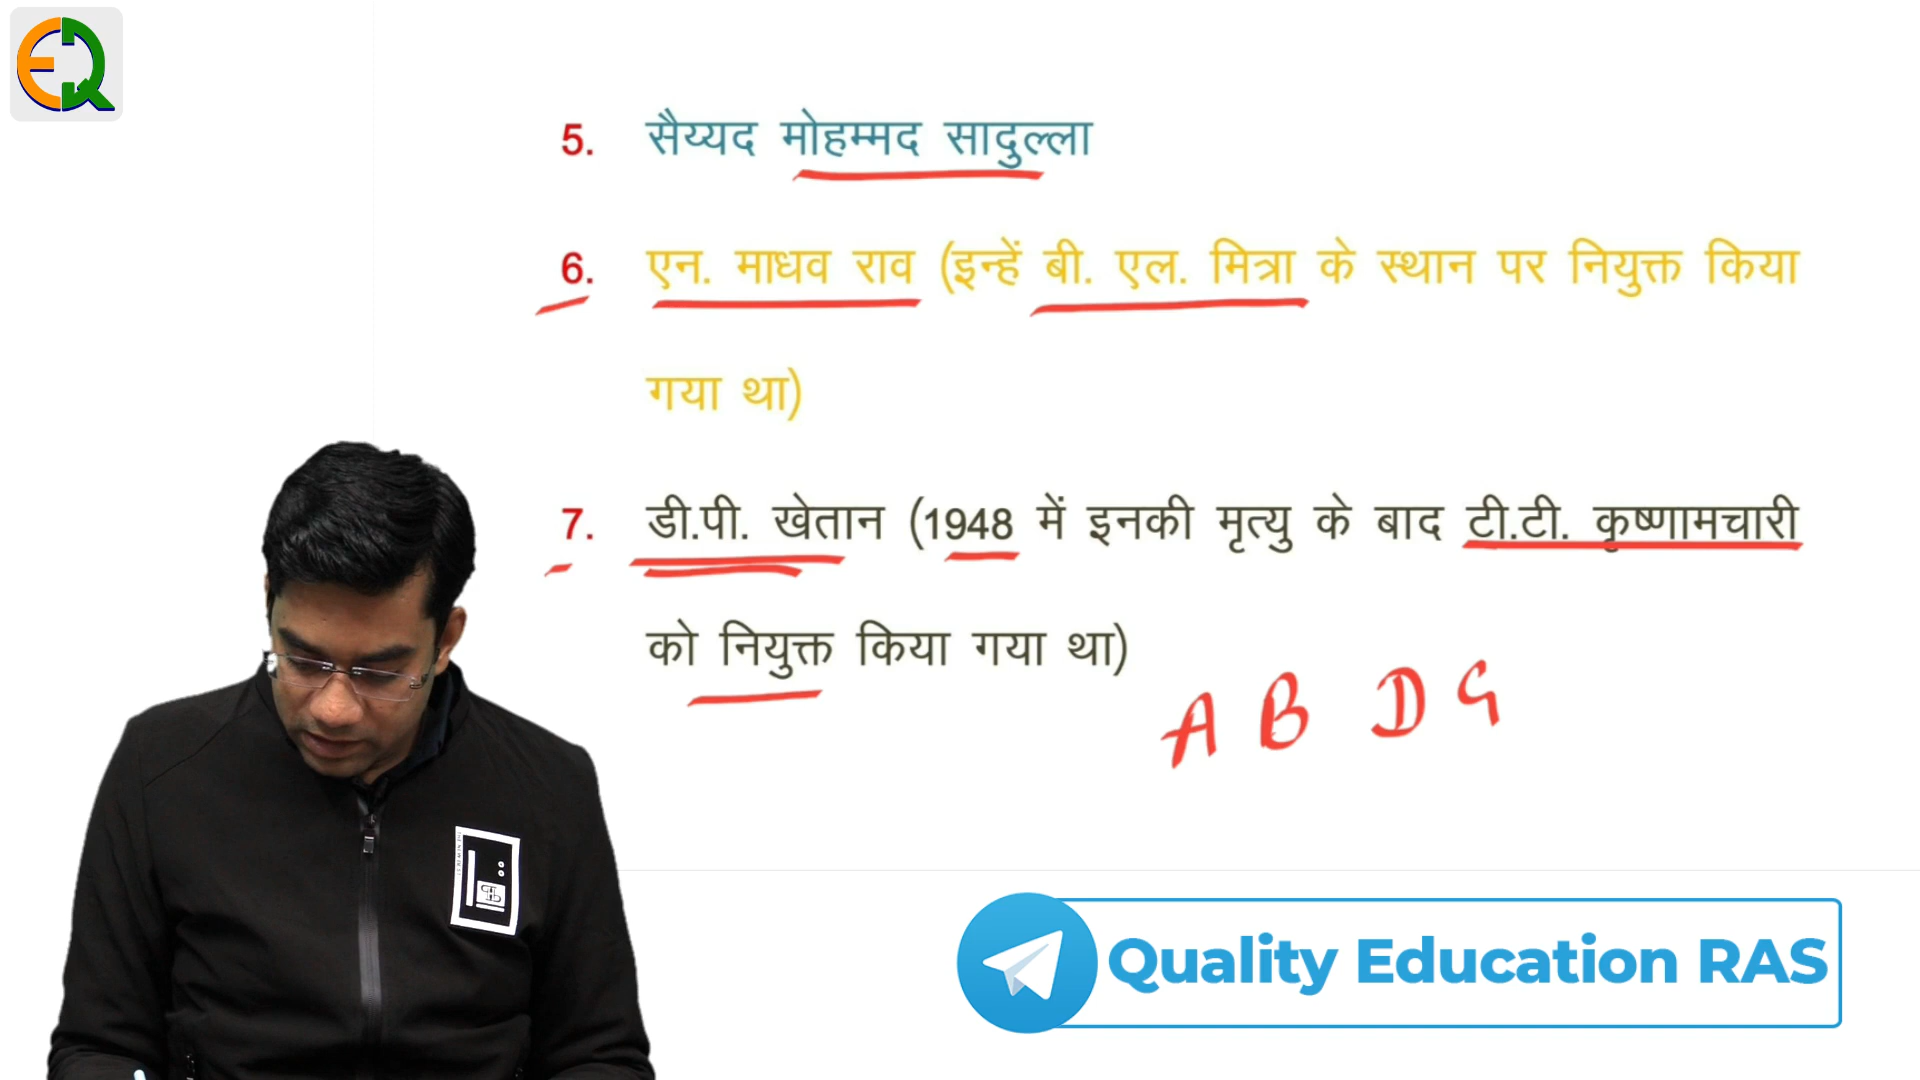 EQ
5. सैय्यद मोहम्मद सादुल्ला
6. एन. माधव राव (इन्हें बी. एल. मित्रा के स्थान पर नियुक्त किया
गया था)
7. डी.पी. खेतान (1948 में इनकी मृत्यु के बाद टी.टी. कृष्णामचारी
को नियुक्त किया गया था)
A B D G
Quality Education RAS